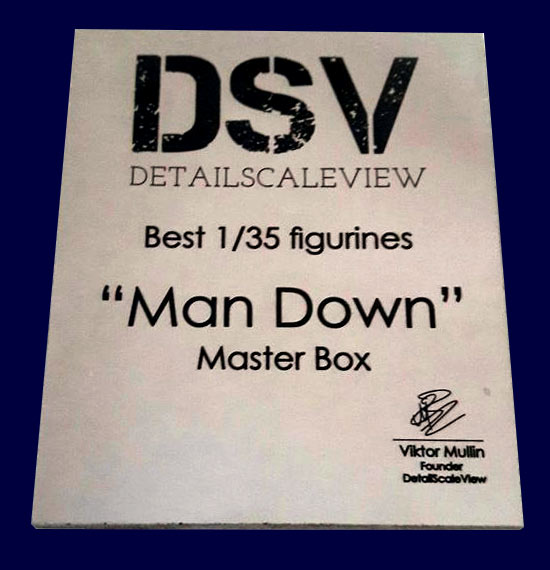 DSV
DETAILSCALEVIEW
Best 1/35 figurines
“Man Down”
Master Box
Viktor Mullin
Founder
DetailScaleView